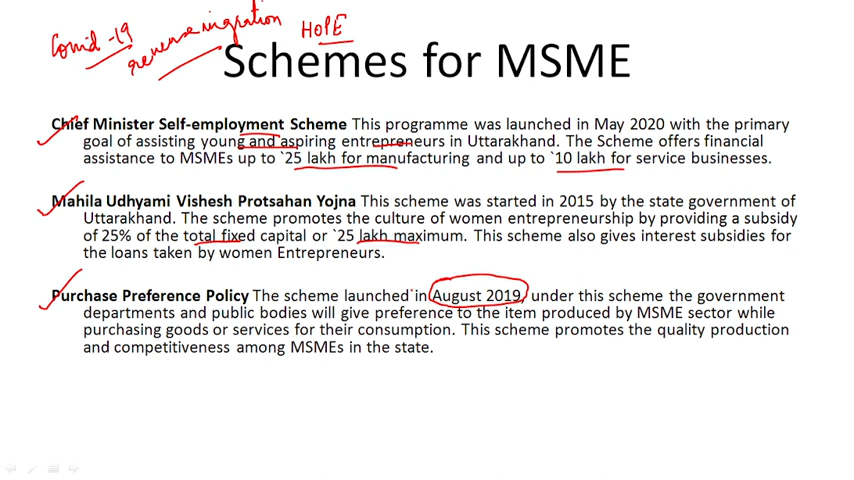 Covid-19 reverse migration HOPE
Schemes for MSME
Chief Minister Self-employment Scheme This programme was launched in May 2020 with the primary
goal of assisting young and aspiring entrepreneurs in Uttarakhand. The Scheme offers financial
assistance to MSMEs up to `25 lakh for manufacturing and up to `10 lakh for service businesses.
Mahila Udhyami Vishesh Protsahan Yojna This scheme was started in 2015 by the state government of
Uttarakhand. The scheme promotes the culture of women entrepreneurship by providing a subsidy
of 25% of the total fixed capital or `25 lakh maximum. This scheme also gives interest subsidies for
the loans taken by women Entrepreneurs.
Purchase Preference Policy The scheme launched in August 2019, under this scheme the government
departments and public bodies will give preference to the item produced by MSME sector while
purchasing goods or services for their consumption. This scheme promotes the quality production
and competitiveness among MSMEs in the state.